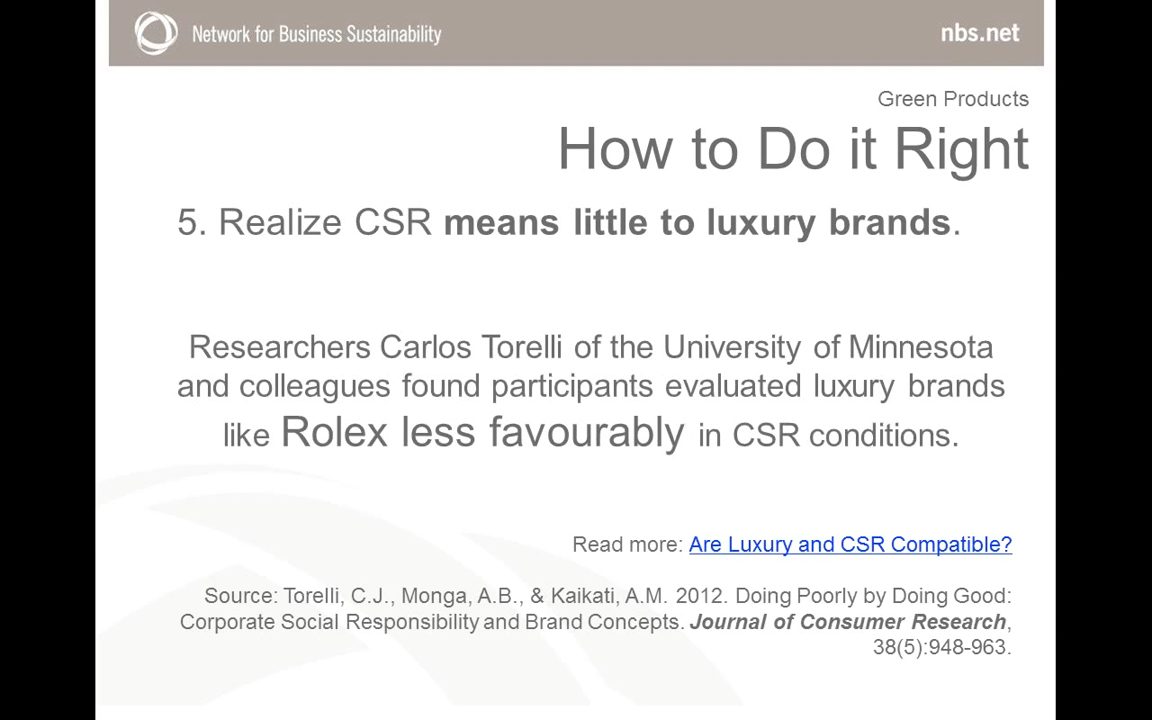 Network for Business Sustainability
nbs.net
Green Products
How to Do it Right
5. Realize CSR means little to luxury brands.
Researchers Carlos Torelli of the University of Minnesota
and colleagues found participants evaluated luxury brands
like Rolex less favourably in CSR conditions.
Read more: Are Luxury and CSR Compatible?
Source: Torelli, C.J., Monga, A.B., & Kaikati, A.M. 2012. Doing Poorly by Doing Good:
Corporate Social Responsibility and Brand Concepts. Journal of Consumer Research,
38(5):948-963.